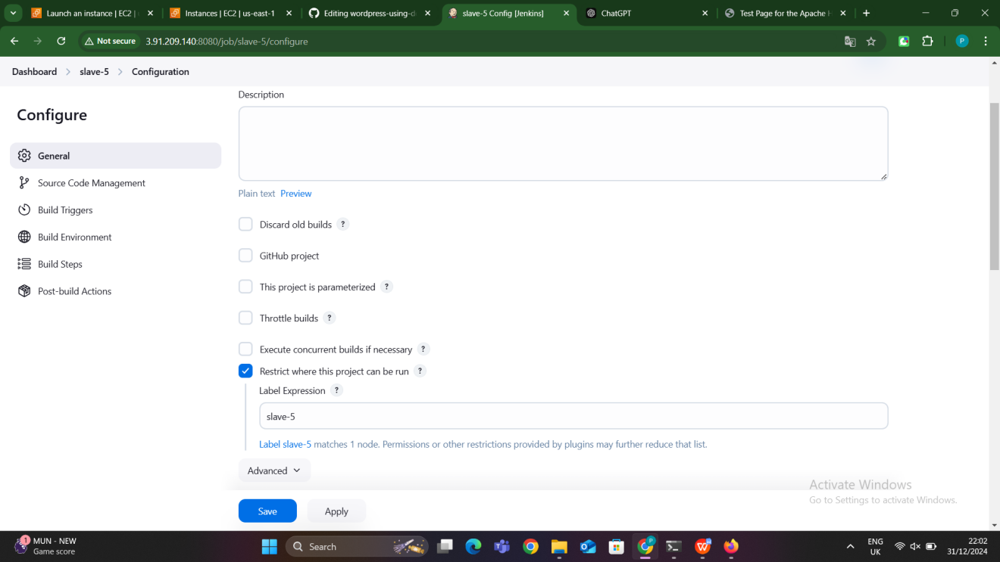 Launch an instance | EC2 |
Instances | EC2 | us-east-1
Editing wordpress-using-d
slave-5 Config [Jenkins]
ChatGPT
Test Page for the Apache H
Not secure
3.91.209.140:8080/job/slave-5/configure
P
Dashboard > slave-5 > Configuration
Configure
General
Source Code Management
Build Triggers
Build Environment
Build Steps
Post-build Actions
Description
Plain text Preview
Discard old builds ?
GitHub project
This project is parameterized ?
Throttle builds ?
Execute concurrent builds if necessary ?
Restrict where this project can be run ?
Label Expression ?
slave-5
Label slave-5 matches 1 node. Permissions or other restrictions provided by plugins may further reduce that list.
Advanced
Save
Apply
Activate Windows
Go to Settings to activate Windows.
1
MUN - NEW
Game score
Search
P
ENG
UK
22:02
31/12/2024